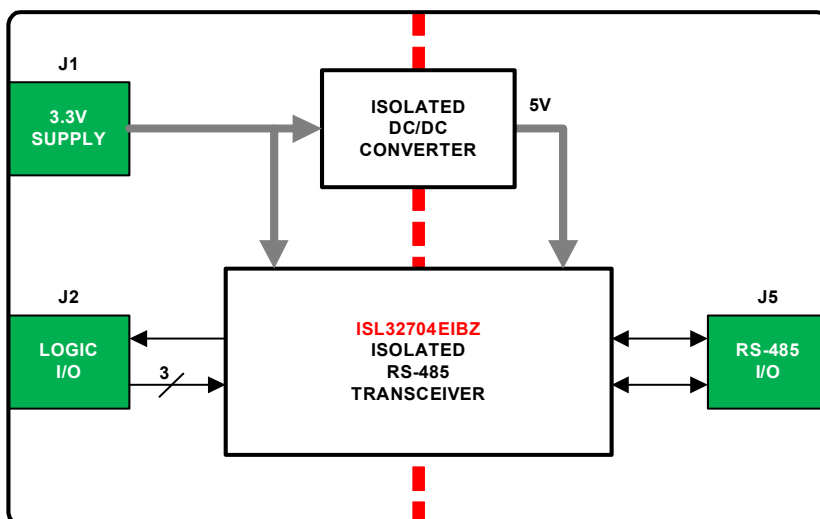 J1
3.3V
SUPPLY
ISOLATED
DC/DC
CONVERTER
5V
J2
LOGIC
I/O
3
ISL32704EIBZ
ISOLATED
RS-485
TRANSCEIVER
J5
RS-485
I/O